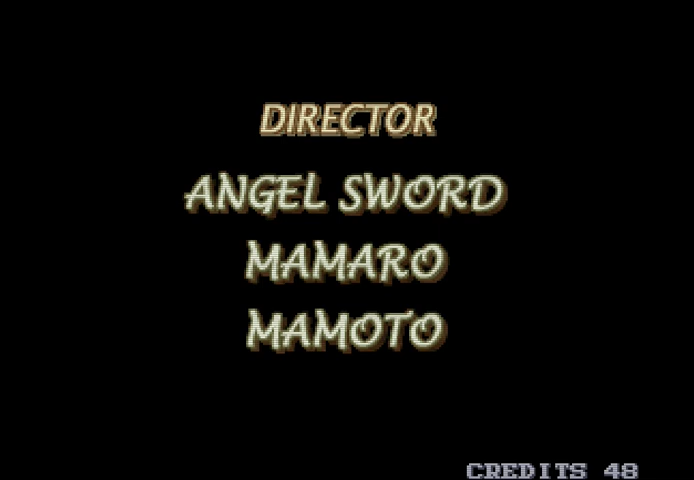 DIRECTOR
ANGEL SWORD
MAMARO
MAMOTO
CREDITS 48